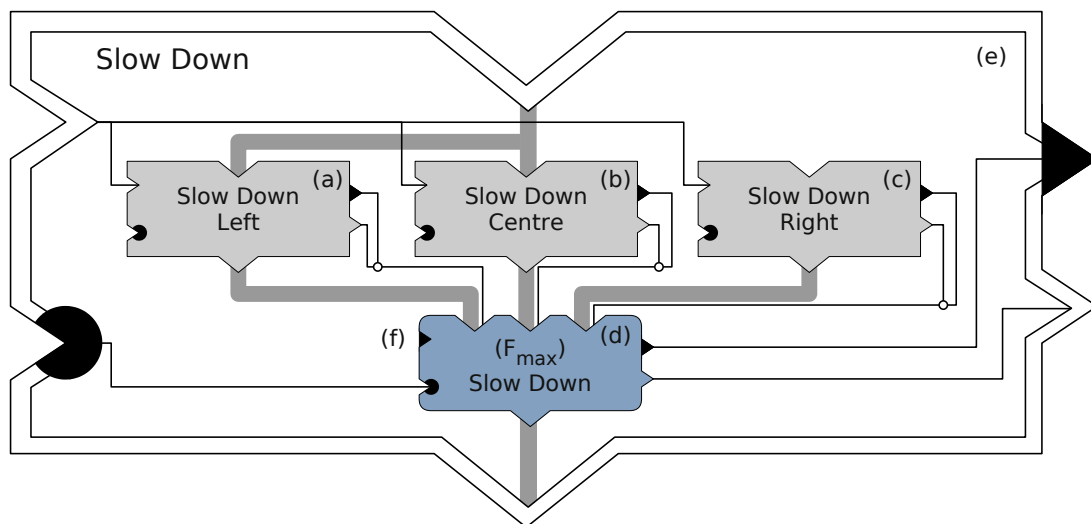 Slow Down
(e)
(a)
Slow Down
Left
(b)
Slow Down
Centre
(c)
Slow Down
Right
(f)
(d)
(Fmax)
Slow Down